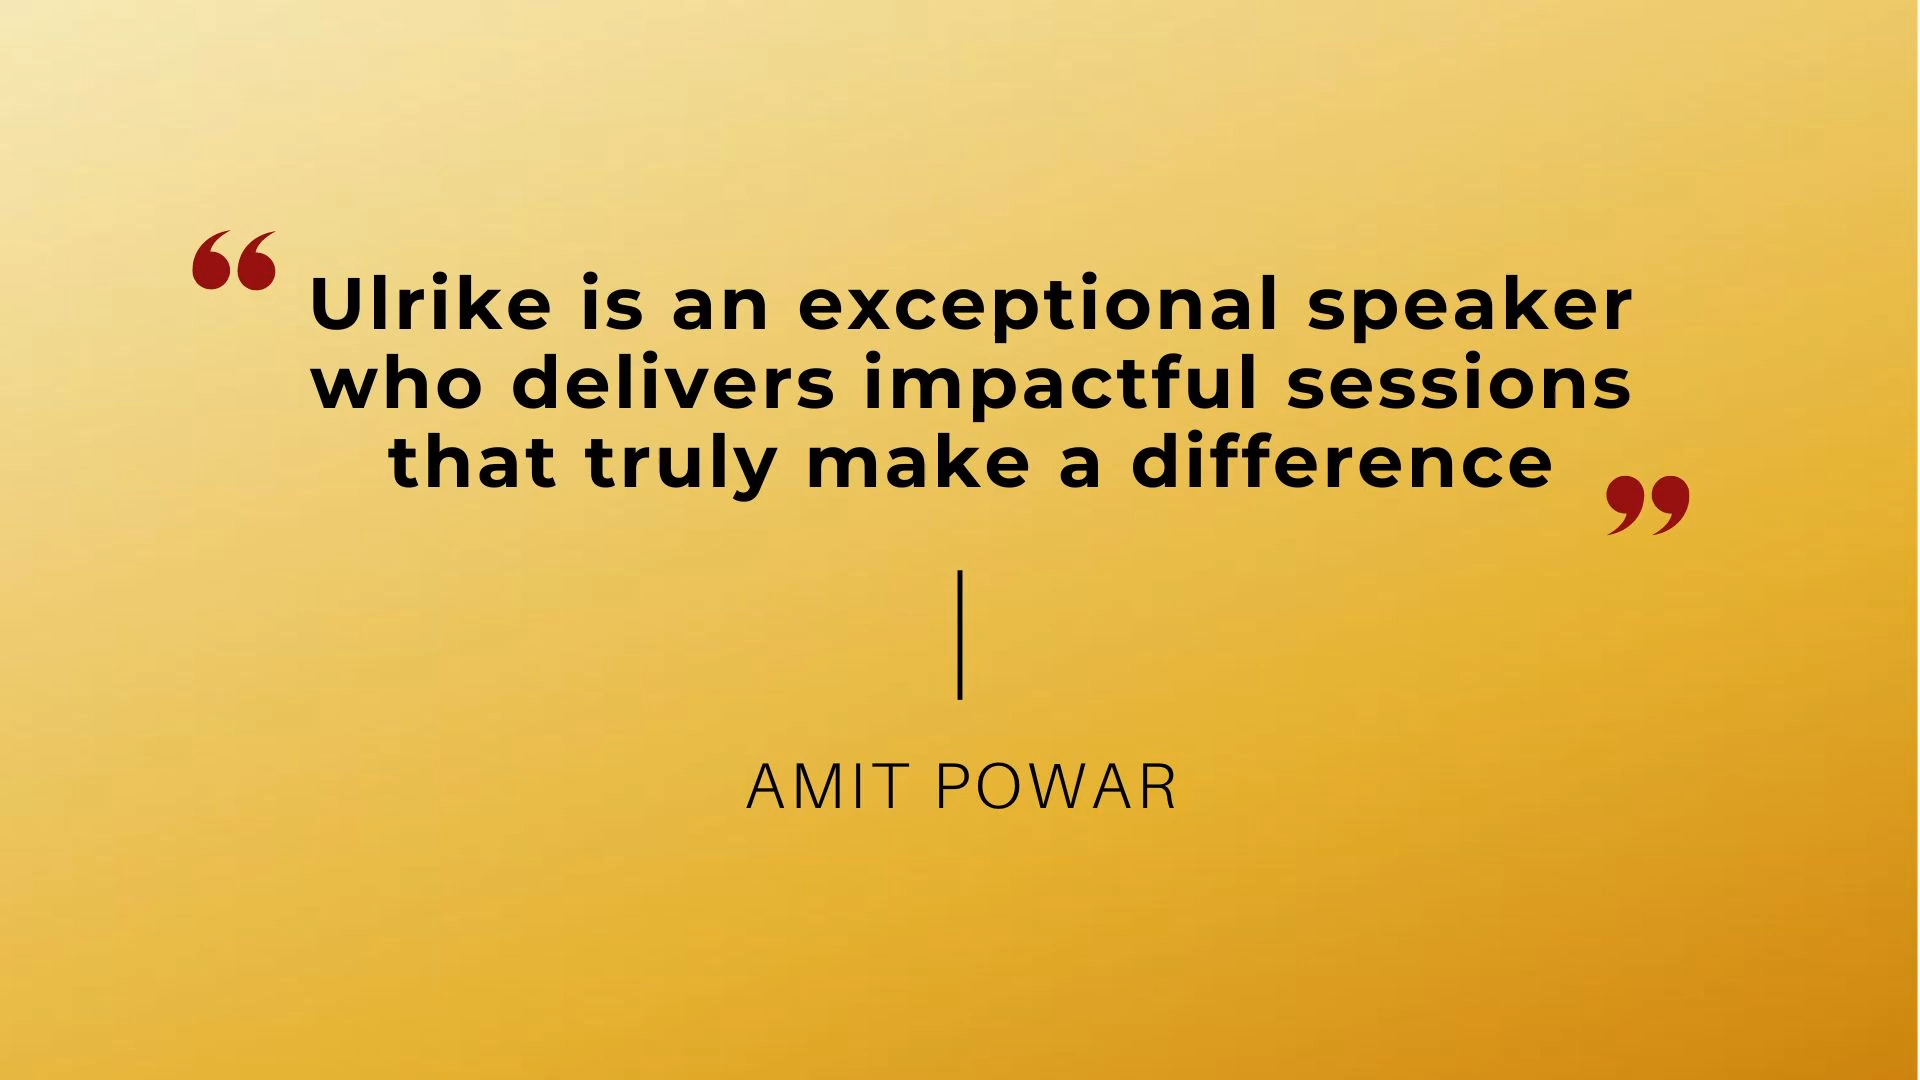 “ Ulrike is an exceptional speaker
who delivers impactful sessions
that truly make a difference ”
AMIT POWAR